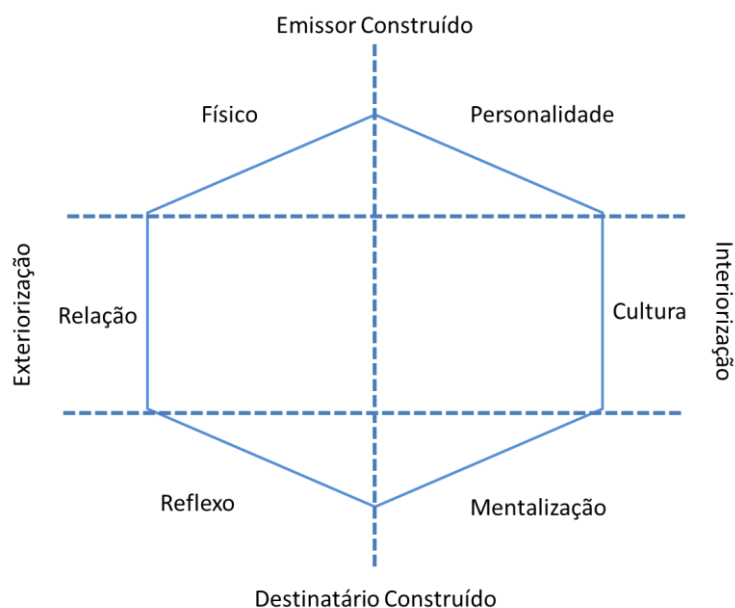 Emissor Construído
Físico
Personalidade
Exteriorização
Relação
Cultura
Interiorização
Reflexo
Mentalização
Destinatário Construído